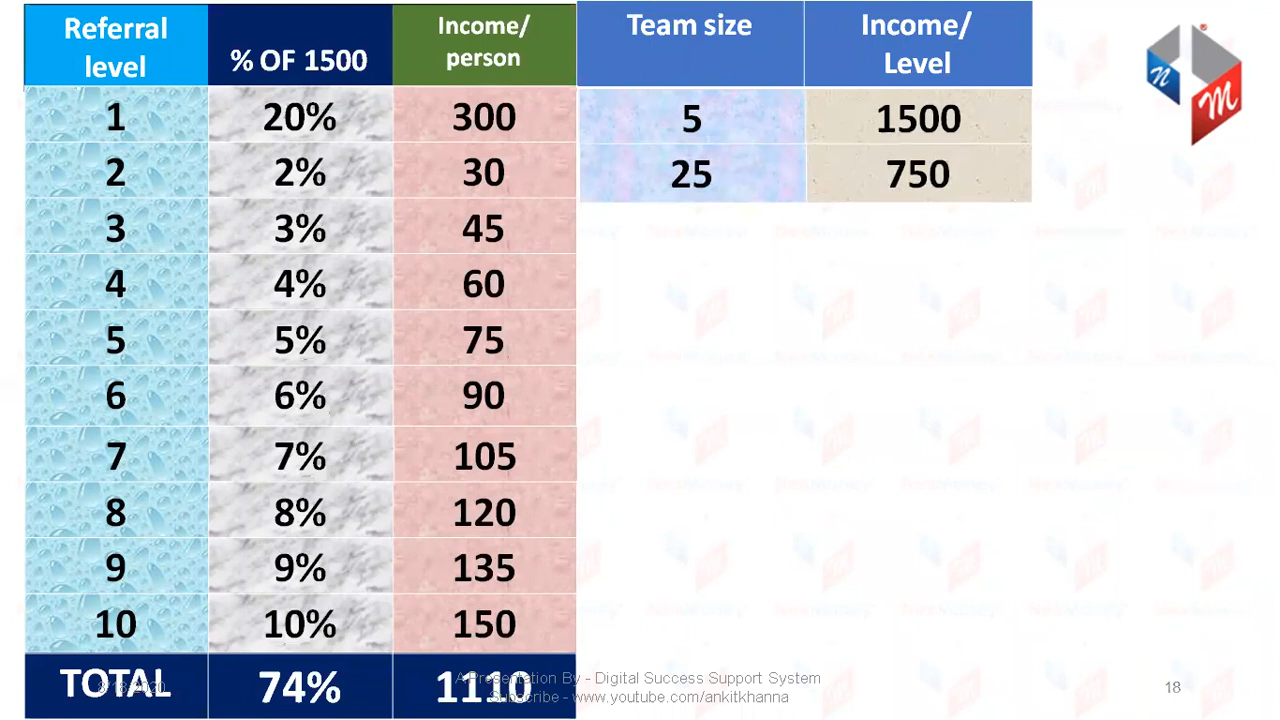 Referral level % OF 1500 Income/ person Team size Income/ Level
1 20% 300 5 1500
2 2% 30 25 750
3 3% 45
4 4% 60
5 5% 75
6 6% 90
7 7% 105
8 8% 120
9 9% 135
10 10% 150
TOTAL 74% 1110
A Presentation By - Digital Success Support System
Subscribe - www.youtube.com/ankitkhanna
18
n
m